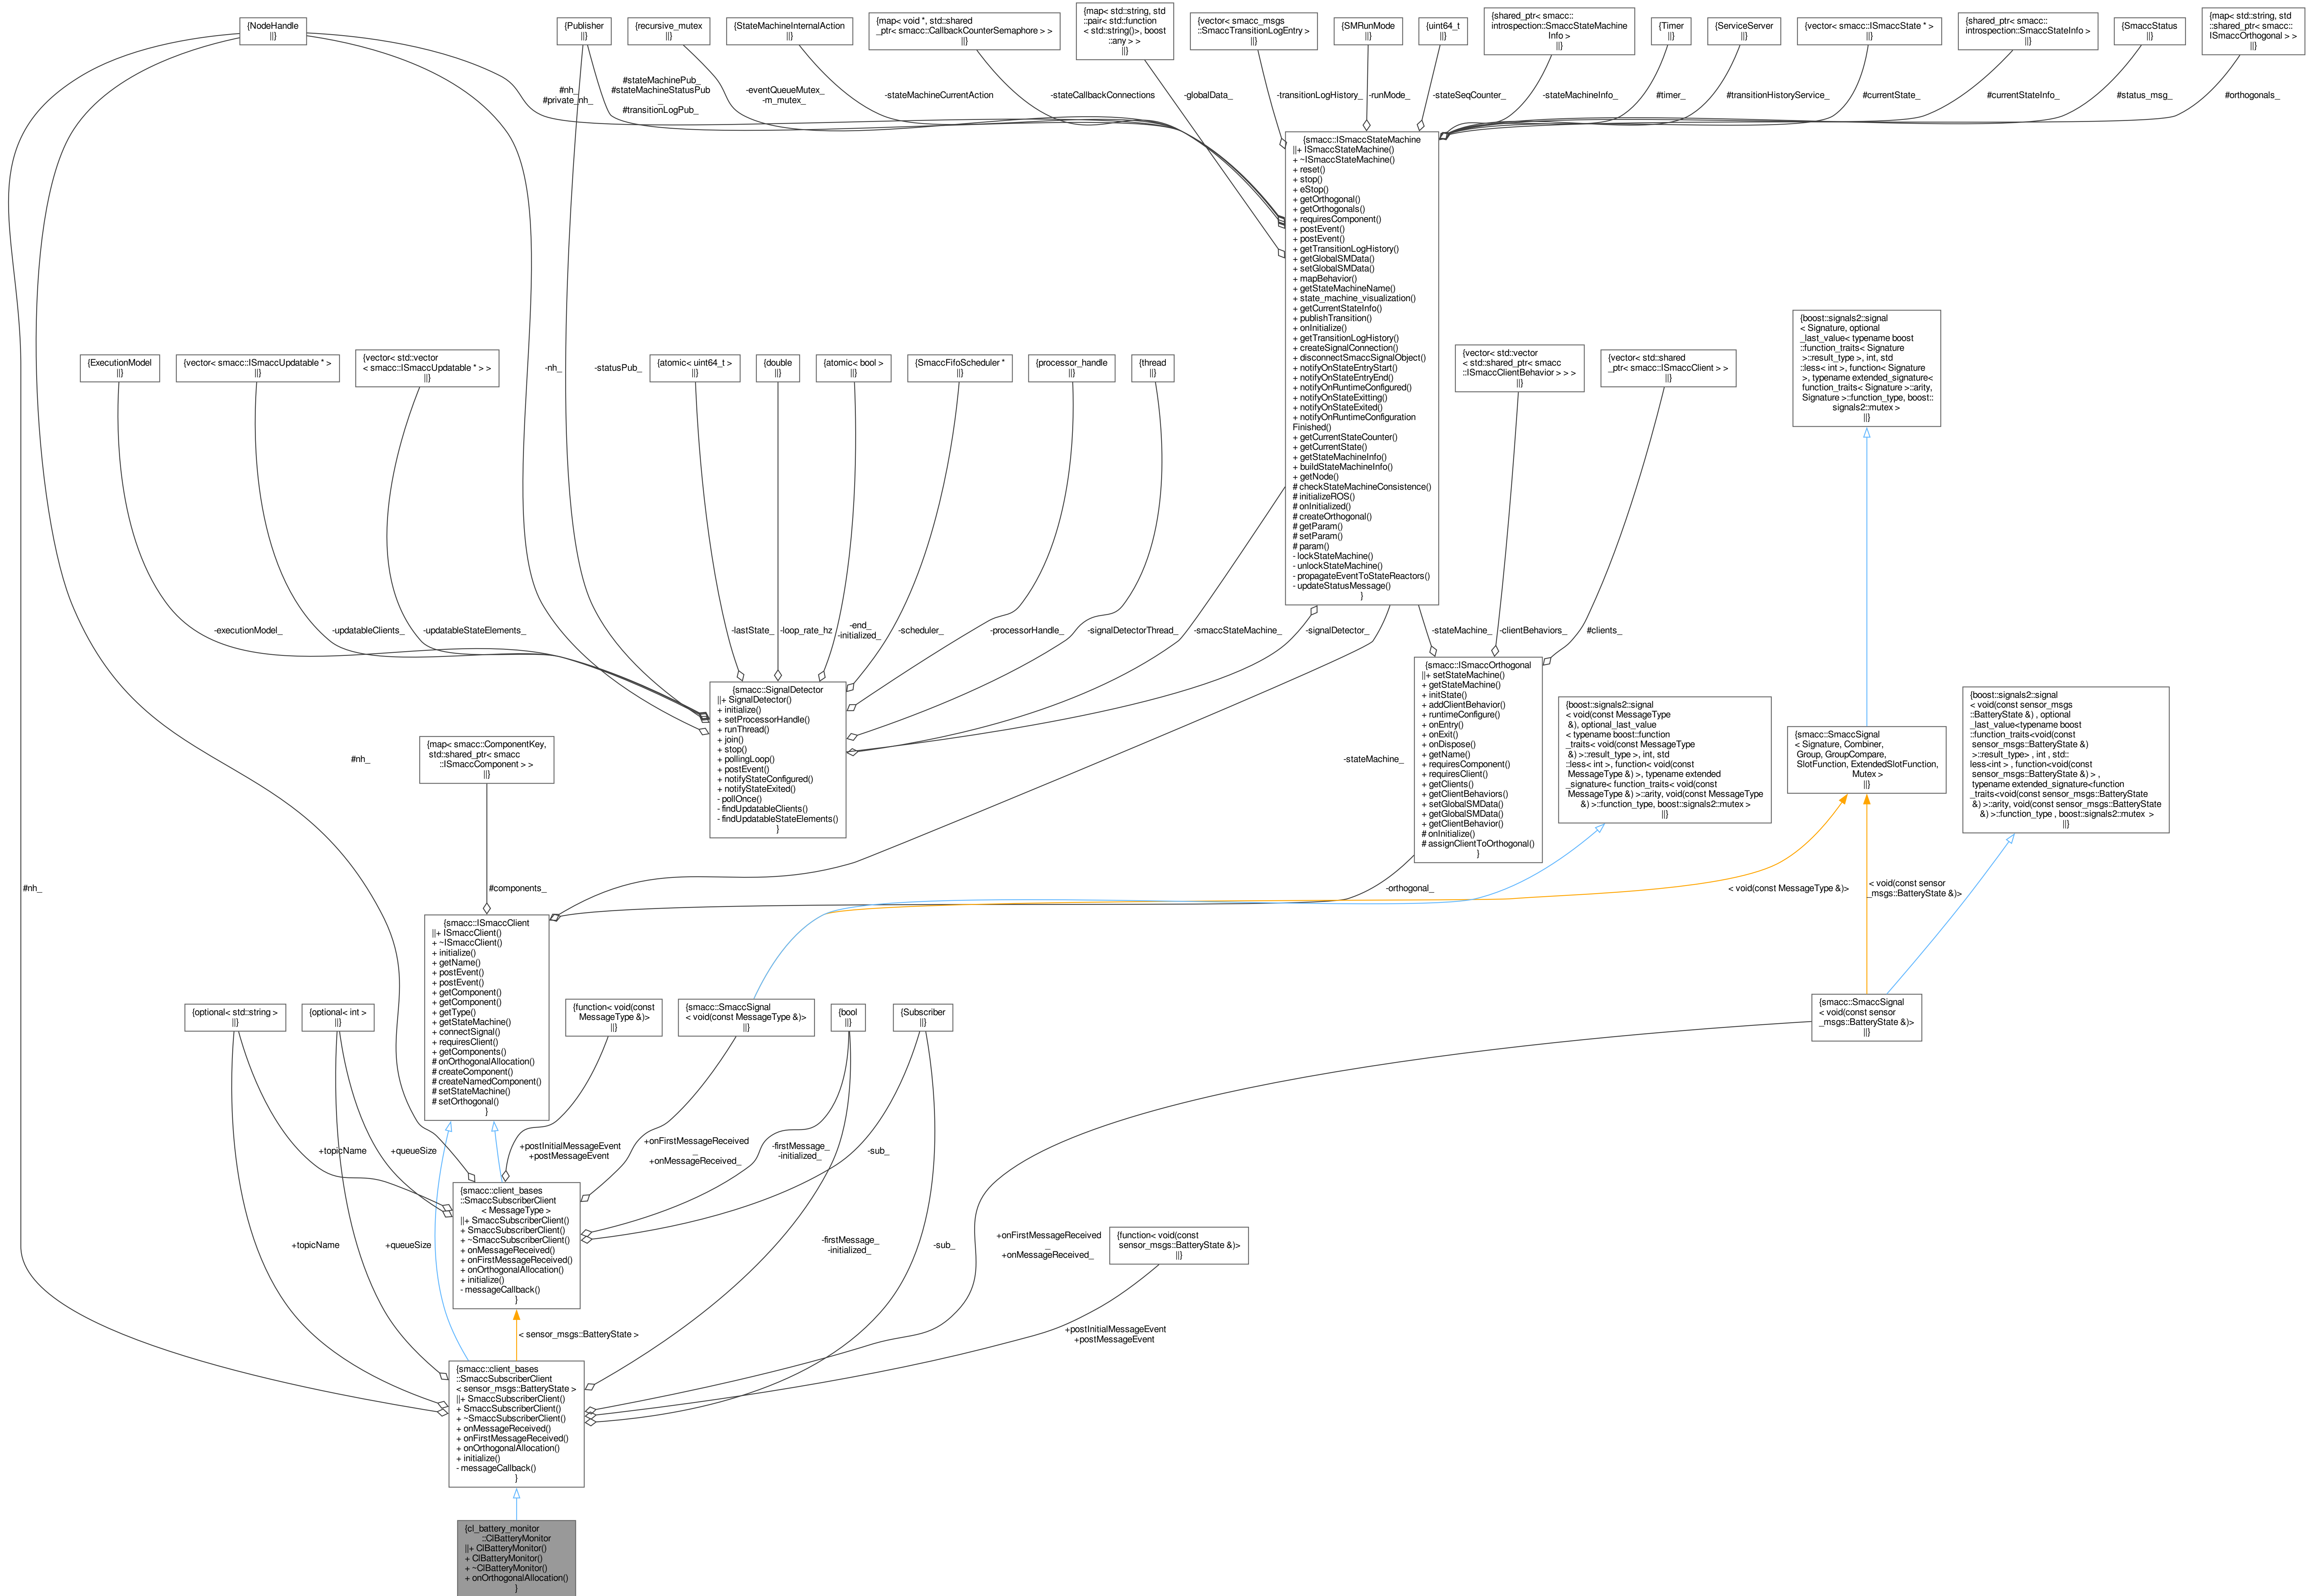 {NodeHandle
||}
{Publisher
||}
{recursive_mutex
||}
{StateMachineInternalAction
||}
{map< void *, std::shared
_ptr< smacc::CallbackCounterSemaphore > >
||}
{map< std::string, std
::pair< std::function
< std::string()>, boost
::any > >
||}
{vector< smacc_msgs
::SmaccTransitionLogEntry >
||}
{SMRunMode
||}
{uint64_t
||}
{shared_ptr< smacc::
introspection::SmaccStateMachine
Info >
||}
{Timer
||}
{ServiceServer
||}
{vector< smacc::ISmaccState * >
||}
{shared_ptr< smacc::
introspection::SmaccStateInfo >
||}
{SmaccStatus
||}
{map< std::string, std
::shared_ptr< smacc::
ISmaccOrthogonal > >
||}
#nh_
#private_nh_
#stateMachinePub_
#stateMachineStatusPub
_
#transitionLogPub_
-eventQueueMutex_
-m_mutex_
-stateMachineCurrentAction
-stateCallbackConnections
-globalData_
-transitionLogHistory_
-runMode_
-stateSeqCounter_
-stateMachineInfo_
#timer_
#transitionHistoryService_
#currentState_
#currentStateInfo_
#status_msg_
#orthogonals_
{smacc::ISmaccStateMachine
||+ ISmaccStateMachine()
+ ~ISmaccStateMachine()
+ reset()
+ stop()
+ eStop()
+ getOrthogonal()
+ getOrthogonals()
+ requiresComponent()
+ postEvent()
+ postEvent()
+ getTransitionLogHistory()
+ getGlobalSMData()
+ setGlobalSMData()
+ mapBehavior()
+ getStateMachineName()
+ state_machine_visualization()
+ getCurrentStateInfo()
+ publishTransition()
+ onInitialize()
+ getTransitionLogHistory()
+ createSignalConnection()
+ disconnectSmaccSignalObject()
+ notifyOnStateEntryStart()
+ notifyOnStateEntryEnd()
+ notifyOnRuntimeConfigured()
+ notifyOnStateExitting()
+ notifyOnStateExited()
+ notifyOnRuntimeConfiguration
Finished()
+ getCurrentStateCounter()
+ getCurrentState()
+ getStateMachineInfo()
+ buildStateMachineInfo()
+ getNode()
# checkStateMachineConsistence()
# initializeROS()
# onInitialized()
# createOrthogonal()
# getParam()
# setParam()
# param()
- lockStateMachine()
- unlockStateMachine()
- propagateEventToStateReactors()
- updateStatusMessage()
}
{ExecutionModel
||}
{vector< smacc::ISmaccUpdatable * >
||}
{vector< std::vector
< smacc::ISmaccUpdatable * > >
||}
-nh_
-statusPub_
{atomic< uint64_t >
||}
{double
||}
{atomic< bool >
||}
{SmaccFifoScheduler *
||}
{processor_handle
||}
{thread
||}
{vector< std::vector
< std::shared_ptr< smacc
::ISmaccClientBehavior > > >
||}
{vector< std::shared
_ptr< smacc::ISmaccClient > >
||}
{boost::signals2::signal
< Signature, optional
_last_value< typename boost
::function_traits< Signature
>::result_type >, int, std
::less< int >, function< Signature
>, typename extended_signature<
function_traits< Signature >::arity,
Signature >::function_type, boost::
signals2::mutex >
||}
-executionModel_
-updatableClients_
-updatableStateElements_
-lastState_
-loop_rate_hz
-end_
-initialized_
-scheduler_
-processorHandle_
-signalDetectorThread_
-smaccStateMachine_
-signalDetector_
-stateMachine_
-clientBehaviors_
#clients_
{smacc::SignalDetector
||+ SignalDetector()
+ initialize()
+ setProcessorHandle()
+ runThread()
+ join()
+ stop()
+ pollingLoop()
+ postEvent()
+ notifyStateConfigured()
+ notifyStateExited()
- pollOnce()
- findUpdatableClients()
- findUpdatableStateElements()
}
{smacc::ISmaccOrthogonal
||+ setStateMachine()
+ getStateMachine()
+ initState()
+ addClientBehavior()
+ runtimeConfigure()
+ onEntry()
+ onExit()
+ onDispose()
+ getName()
+ requiresComponent()
+ requiresClient()
+ getClients()
+ getClientBehaviors()
+ setGlobalSMData()
+ getGlobalSMData()
+ getClientBehavior()
# onInitialize()
# assignClientToOrthogonal()
}
{boost::signals2::signal
< void(const MessageType
&), optional_last_value
< typename boost::function
_traits< void(const MessageType
&) >::result_type >, int, std
::less< int >, function< void(const
MessageType &) >, typename extended
_signature< function_traits< void(const
MessageType &) >::arity, void(const MessageType
&) >::function_type, boost::signals2::mutex >
||}
{smacc::SmaccSignal
< Signature, Combiner,
Group, GroupCompare,
SlotFunction, ExtendedSlotFunction,
Mutex >
||}
{boost::signals2::signal
< void(const sensor_msgs
::BatteryState &) , optional
_last_value<typename boost
::function_traits<void(const
sensor_msgs::BatteryState &)
>::result_type> , int , std::
less<int > , function<void(const
sensor_msgs::BatteryState &) > ,
typename extended_signature<function
_traits<void(const sensor_msgs::BatteryState
&) >::arity, void(const sensor_msgs::BatteryState
&) >::function_type , boost::signals2::mutex >
||}
{map< smacc::ComponentKey,
std::shared_ptr< smacc
::ISmaccComponent > >
||}
#nh_
-stateMachine_
#nh_
#components_
-orthogonal_
< void(const MessageType &)>
< void(const sensor
_msgs::BatteryState &)>
{smacc::ISmaccClient
||+ ISmaccClient()
+ ~ISmaccClient()
+ initialize()
+ getName()
+ postEvent()
+ postEvent()
+ getComponent()
+ getComponent()
+ getType()
+ getStateMachine()
+ connectSignal()
+ requiresClient()
+ getComponents()
# onOrthogonalAllocation()
# createComponent()
# createNamedComponent()
# setStateMachine()
# setOrthogonal()
}
{optional< std::string >
||}
{optional< int >
||}
{function< void(const
MessageType &)>
||}
{smacc::SmaccSignal
< void(const MessageType &)>
||}
{bool
||}
{Subscriber
||}
{smacc::SmaccSignal
< void(const sensor
_msgs::BatteryState &)>
||}
+topicName
+queueSize
+postInitialMessageEvent
+postMessageEvent
+onFirstMessageReceived
_
+onMessageReceived_
-firstMessage_
-initialized_
-sub_
{smacc::client_bases
::SmaccSubscriberClient
< MessageType >
||+ SmaccSubscriberClient()
+ SmaccSubscriberClient()
+ ~SmaccSubscriberClient()
+ onMessageReceived()
+ onFirstMessageReceived()
+ onOrthogonalAllocation()
+ initialize()
- messageCallback()
}
+topicName
+queueSize
-firstMessage_
-initialized_
-sub_
+onFirstMessageReceived
_
+onMessageReceived_
{function< void(const
sensor_msgs::BatteryState &)>
||}
< sensor_msgs::BatteryState >
+postInitialMessageEvent
+postMessageEvent
{smacc::client_bases
::SmaccSubscriberClient
< sensor_msgs::BatteryState >
||+ SmaccSubscriberClient()
+ SmaccSubscriberClient()
+ ~SmaccSubscriberClient()
+ onMessageReceived()
+ onFirstMessageReceived()
+ onOrthogonalAllocation()
+ initialize()
- messageCallback()
}
{cl_battery_monitor
::ClBatteryMonitor
||+ ClBatteryMonitor()
+ ClBatteryMonitor()
+ ~ClBatteryMonitor()
+ onOrthogonalAllocation()
}